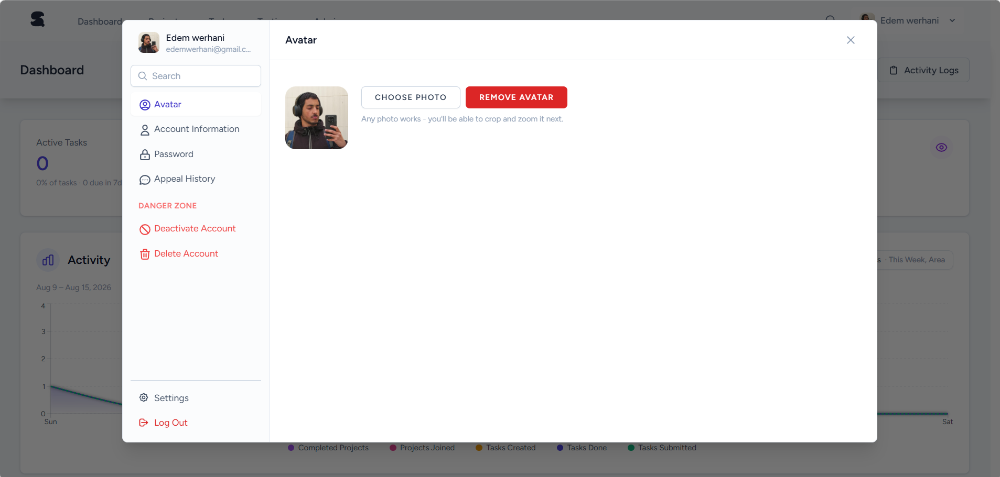 Dashboard
Edem werhani
Edem werhani
edemwerhani@gmail.c...
Avatar
Dashboard
Activity Logs
Search
CHOOSE PHOTO
REMOVE AVATAR
Any photo works - you'll be able to crop and zoom it next.
Avatar
Account Information
Password
Appeal History
DANGER ZONE
Deactivate Account
Delete Account
Settings
Log Out
Active Tasks
0
0% of tasks · 0 due in 7d
Activity
s · This Week, Area
Aug 9 – Aug 15, 2026
4
3
2
1
0
Sun
Sat
Completed Projects
Projects Joined
Tasks Created
Tasks Done
Tasks Submitted